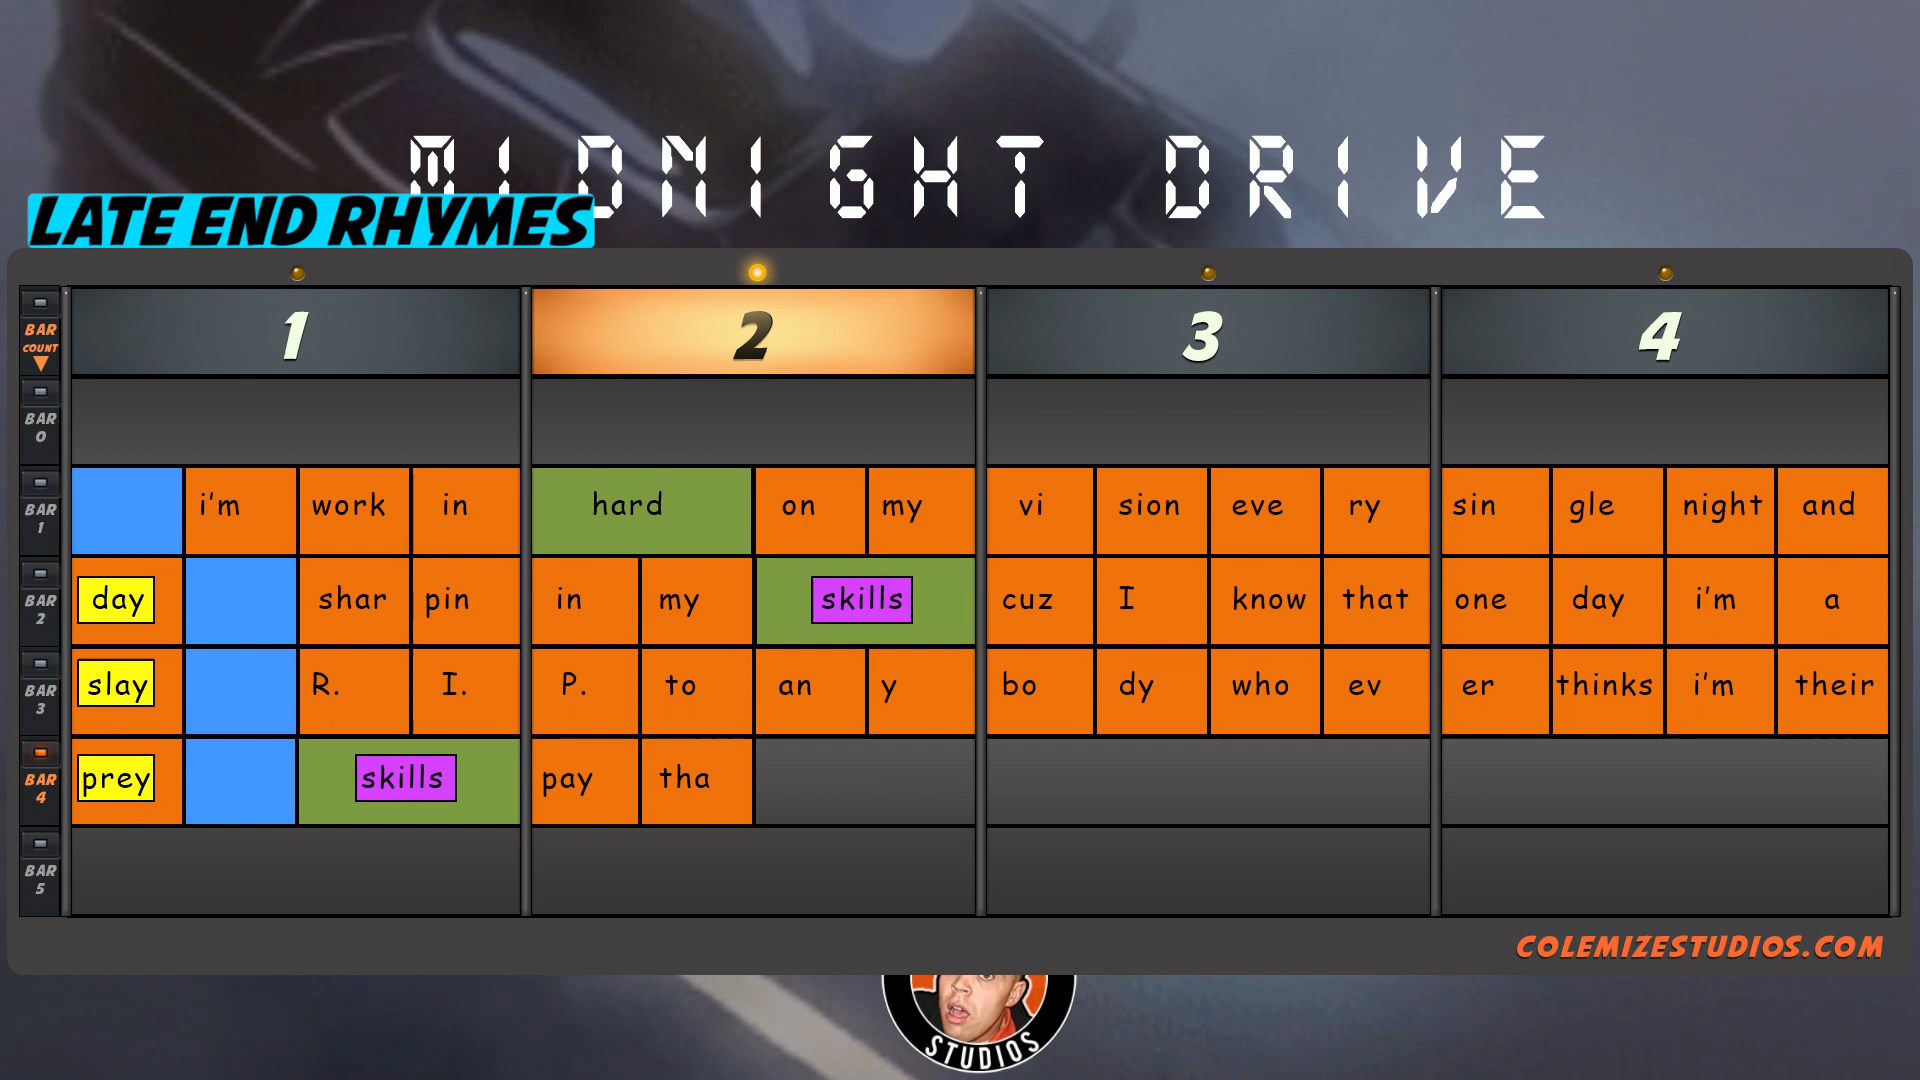 MIDNIGHT DRIVE
LATE END RHYMES
BAR COUNT 1 2 3 4
BAR 0
BAR 1 i'm work in hard on my vi sion eve ry sin gle night and
BAR 2 day shar pin in my skills cuz I know that one day i'm a
BAR 3 slay R. I. P. to an y bo dy who ev er thinks i'm their
BAR 4 prey skills pay tha
BAR 5
COLEMIZESTUDIOS.COM
STUDIOS